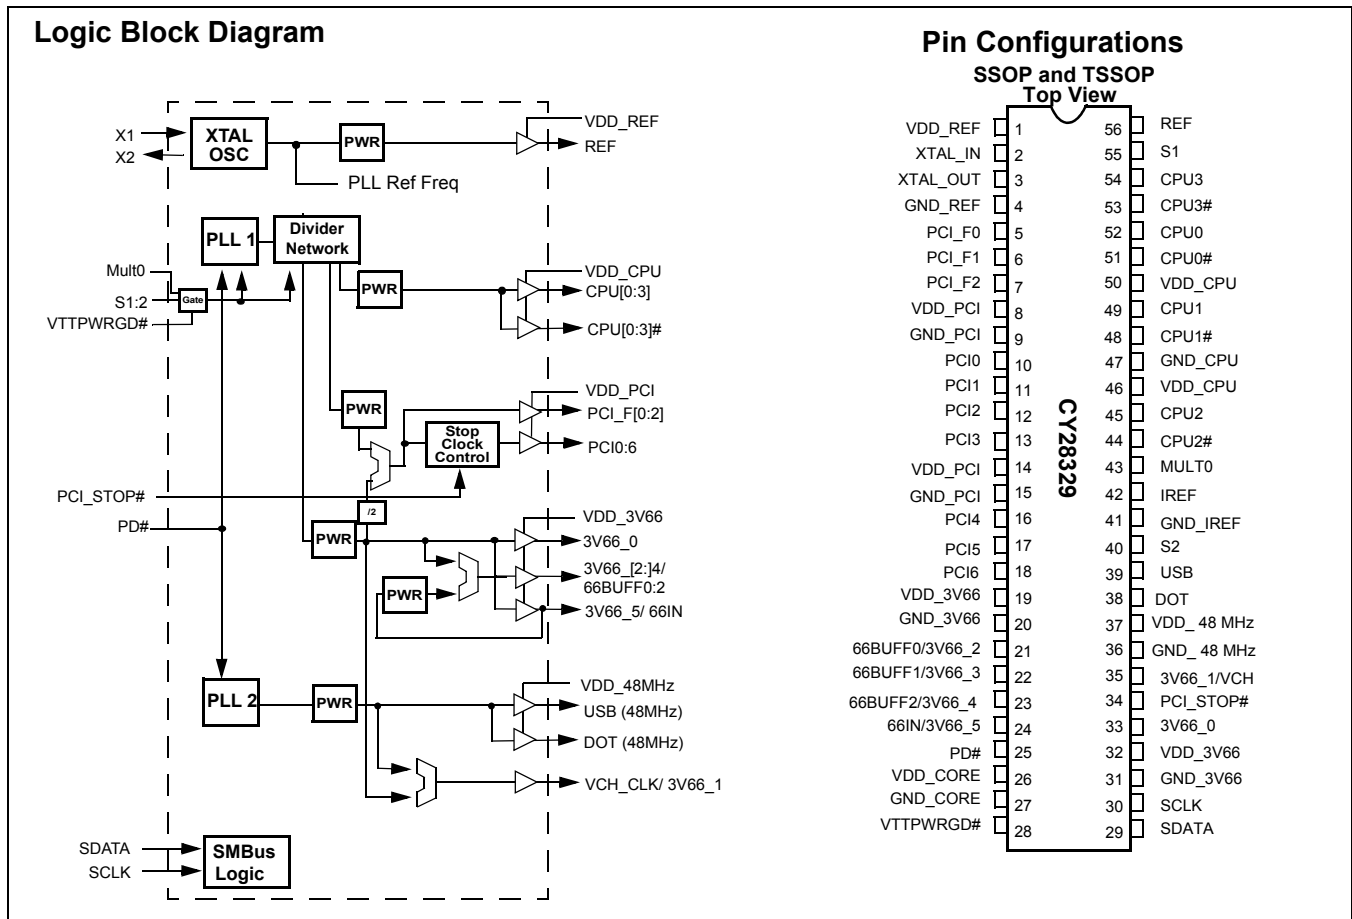 Logic Block Diagram
X1
X2
XTAL
OSC
PWR
VDD_REF
REF
PLL Ref Freq
PLL 1
Divider
Network
Mult0
S1:2
VTTPWRGD#
Gate
PWR
VDD_CPU
CPU[0:3]
CPU[0:3]#
PWR
VDD_PCI
PCI_F[0:2]
Stop
Clock
Control
PCI0:6
PCI_STOP#
PD#
/2
PWR
VDD_3V66
3V66_0
3V66_[2:]4/
66BUFF0:2
PWR
3V66_5/ 66IN
PLL 2
PWR
VDD_48MHz
USB (48MHz)
DOT (48MHz)
VCH_CLK/ 3V66_1
SDATA
SCLK
SMBus
Logic
Pin Configurations
SSOP and TSSOP
Top View
CY28329
VDD_REF 1
XTAL_IN 2
XTAL_OUT 3
GND_REF 4
PCI_F0 5
PCI_F1 6
PCI_F2 7
VDD_PCI 8
GND_PCI 9
PCI0 10
PCI1 11
PCI2 12
PCI3 13
VDD_PCI 14
GND_PCI 15
PCI4 16
PCI5 17
PCI6 18
VDD_3V66 19
GND_3V66 20
66BUFF0/3V66_2 21
66BUFF1/3V66_3 22
66BUFF2/3V66_4 23
66IN/3V66_5 24
PD# 25
VDD_CORE 26
GND_CORE 27
VTTPWRGD# 28
56 REF
55 S1
54 CPU3
53 CPU3#
52 CPU0
51 CPU0#
50 VDD_CPU
49 CPU1
48 CPU1#
47 GND_CPU
46 VDD_CPU
45 CPU2
44 CPU2#
43 MULT0
42 IREF
41 GND_IREF
40 S2
39 USB
38 DOT
37 VDD_ 48 MHz
36 GND_ 48 MHz
35 3V66_1/VCH
34 PCI_STOP#
33 3V66_0
32 VDD_3V66
31 GND_3V66
30 SCLK
29 SDATA